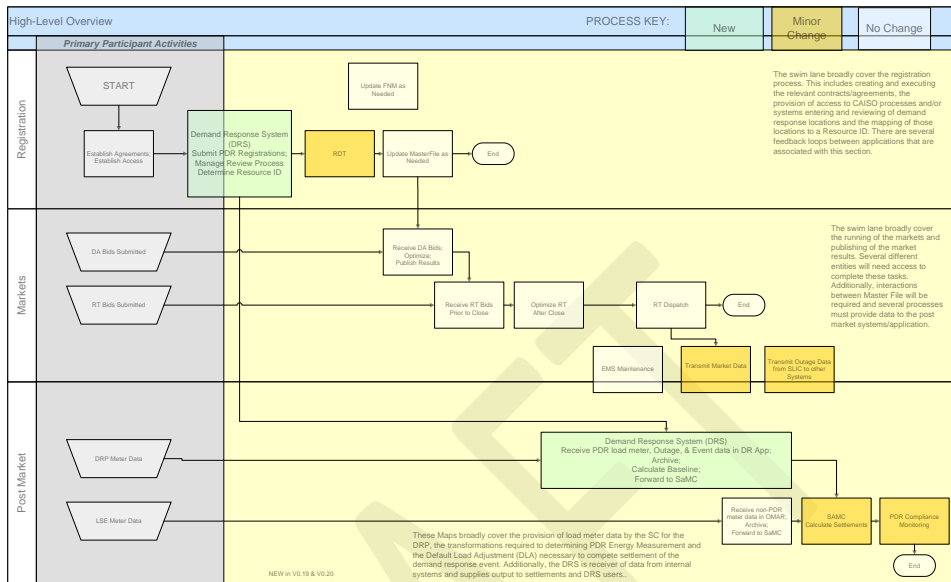 High-Level Overview
PROCESS KEY:
New
Minor
Change
No Change
Primary Participant Activities
Registration
START
Update FNM as
Needed
The swim lane broadly cover the registration
process. This includes creating and executing
the relevant contracts/agreements, the
provision of access to CAISO processes and/or
systems entering and reviewing of demand
response locations and the mapping of those
locations to a Resource ID. There are several
feedback loops between applications that are
associated with this section.
Establish Agreements;
Establish Access
Demand Response System
(DRS)
Submit PDR Registrations;
Manage Review Process
Determine Resource ID
RDT
Update MasterFile as
Needed
End
Markets
DA Bids Submitted
Receive DA Bids;
Optimize;
Publish Results
The swim lane broadly cover
the running of the markets and
publishing of the market
results. Several different
entities will need access to
complete these tasks.
Additionally, interactions
between Master File will be
required and several processes
must provide data to the post
market systems/application.
RT Bids Submitted
Receive RT Bids
Prior to Close
Optimize RT
After Close
RT Dispatch
End
EMS Maintenance
Transmit Market Data
Transmit Outage Data
from SLIC to other
Systems
Post Market
DRP Meter Data
Demand Response System (DRS)
Receive PDR load meter, Outage, & Event data in DR App;
Archive;
Calculate Baseline;
Forward to SaMC
LSE Meter Data
Receive non-PDR
meter data in OMAR;
Archive;
Forward to SaMC
SAMC
Calculate Settlements
PDR Compliance
Monitoring
End
These Maps broadly cover the provision of load meter data by the SC for the
DRP, the transformations required to determining PDR Energy Measurement and
the Default Load Adjustment (DLA) necessary to compete settlement of the
demand response event. Additionally, the DRS is receiver of data from internal
systems and supplies output to settlements and DRS users..
NEW in V0.19 & V0.20